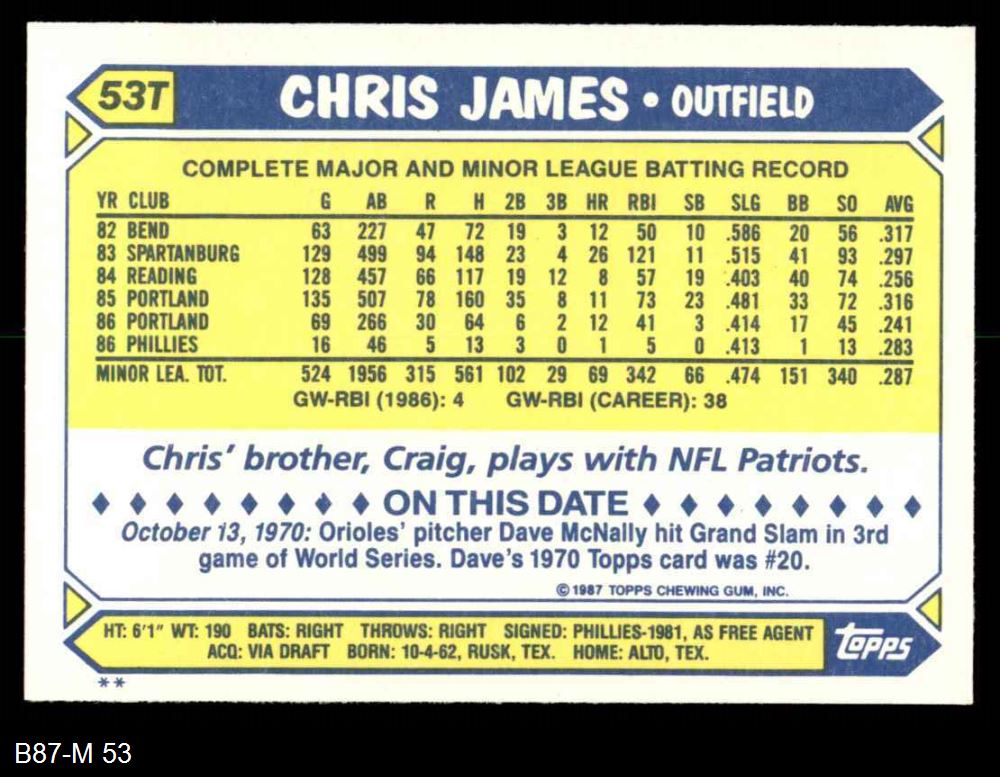 53T CHRIS JAMES • OUTFIELD
COMPLETE MAJOR AND MINOR LEAGUE BATTING RECORD
YR CLUB G AB R H 2B 3B HR RBI SB SLG BB SO AVG
82 BEND 63 227 47 72 19 3 12 50 10 .586 20 56 .317
83 SPARTANBURG 129 499 94 148 23 4 26 121 11 .515 41 93 .297
84 READING 128 457 66 117 19 12 8 57 19 .403 40 74 .256
85 PORTLAND 135 507 78 160 35 8 11 73 23 .481 33 72 .316
86 PORTLAND 69 266 30 64 6 2 12 41 3 .414 17 45 .241
86 PHILLIES 16 46 5 13 3 0 1 5 0 .413 1 13 .283
MINOR LEA. TOT. 524 1956 315 561 102 29 69 342 66 .474 151 340 .287
GW-RBI (1986): 4 GW-RBI (CAREER): 38
Chris' brother, Craig, plays with NFL Patriots.
ON THIS DATE
October 13, 1970: Orioles' pitcher Dave McNally hit Grand Slam in 3rd
game of World Series. Dave's 1970 Topps card was #20.
© 1987 TOPPS CHEWING GUM, INC.
HT: 6'1" WT: 190 BATS: RIGHT THROWS: RIGHT SIGNED: PHILLIES-1981, AS FREE AGENT
ACQ: VIA DRAFT BORN: 10-4-62, RUSK, TEX. HOME: ALTO, TEX.
topps
**
B87-M 53